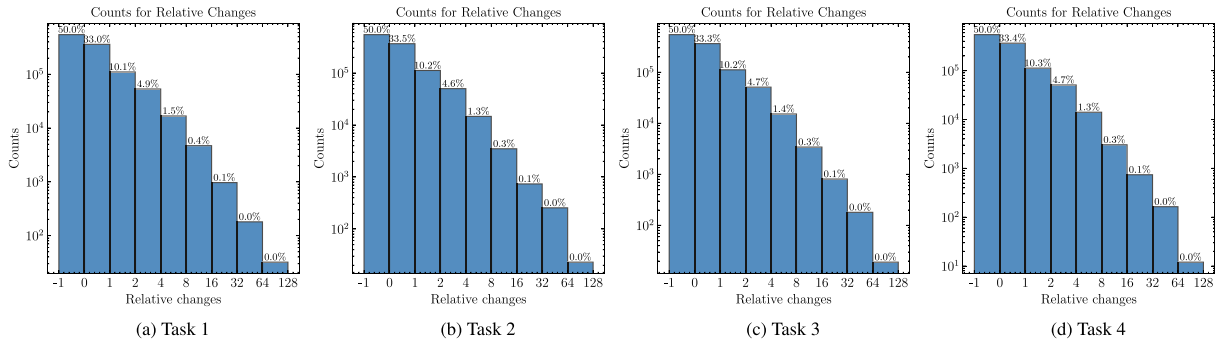 Counts for Relative Changes
Counts
10^5
10^4
10^3
10^2
50.0%
33.0%
10.1%
4.9%
1.5%
0.4%
0.1%
0.0%
0.0%
-1 0 1 2 4 8 16 32 64 128
Relative changes
(a) Task 1
Counts for Relative Changes
Counts
10^5
10^4
10^3
10^2
50.0%
33.5%
10.2%
4.6%
1.3%
0.3%
0.1%
0.0%
0.0%
-1 0 1 2 4 8 16 32 64 128
Relative changes
(b) Task 2
Counts for Relative Changes
Counts
10^5
10^4
10^3
10^2
50.0%
33.3%
10.2%
4.7%
1.4%
0.3%
0.1%
0.0%
0.0%
-1 0 1 2 4 8 16 32 64 128
Relative changes
(c) Task 3
Counts for Relative Changes
Counts
10^5
10^4
10^3
10^2
10^1
50.0%
33.4%
10.3%
4.7%
1.3%
0.3%
0.1%
0.0%
0.0%
-1 0 1 2 4 8 16 32 64 128
Relative changes
(d) Task 4